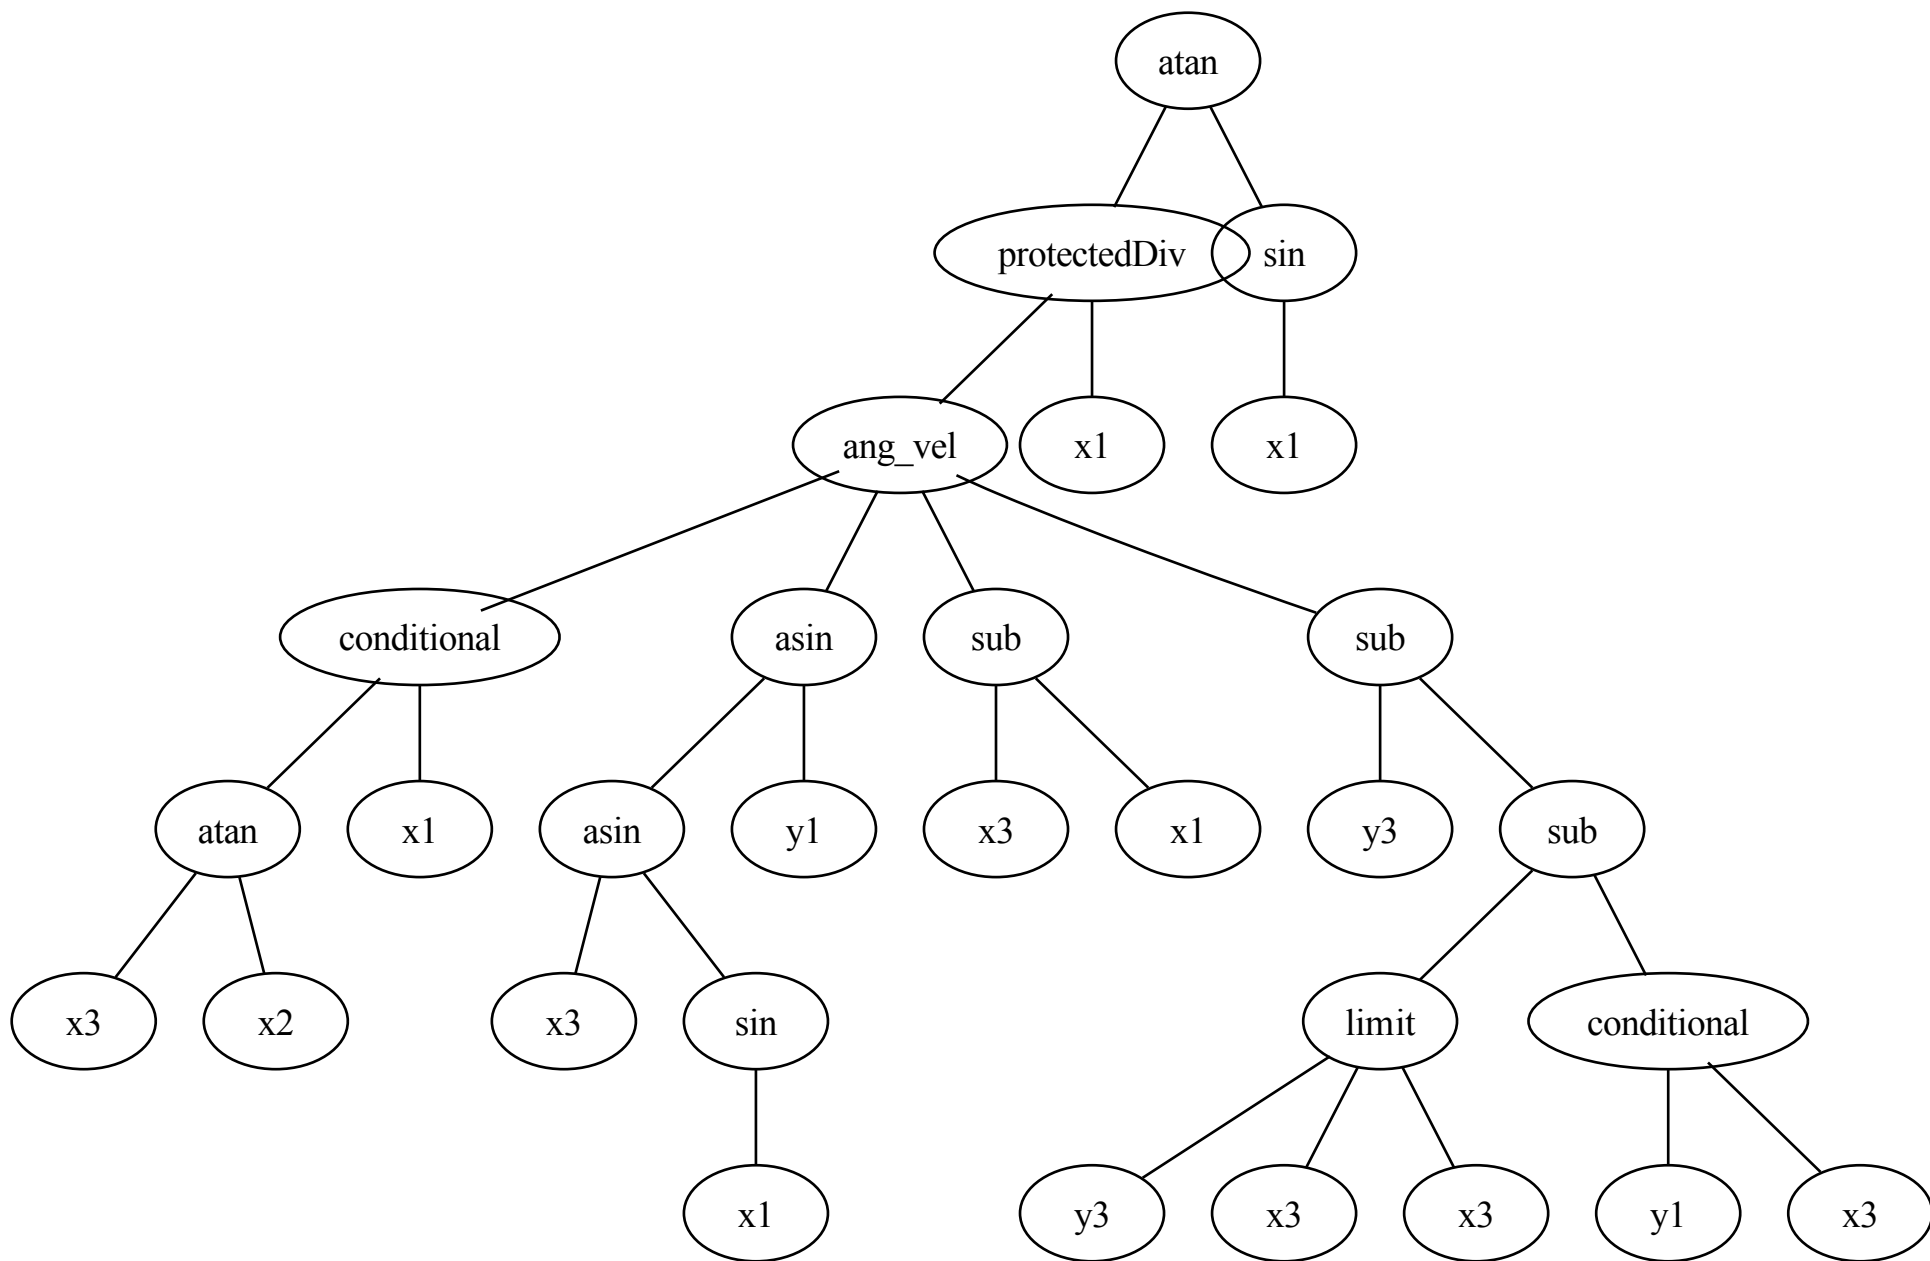 atan
protectedDiv sin
ang_vel x1 x1
conditional asin sub sub
atan x1 asin y1 x3 x1 y3 sub
x3 x2 x3 sin limit conditional
x1 y3 x3 x3 y1 x3